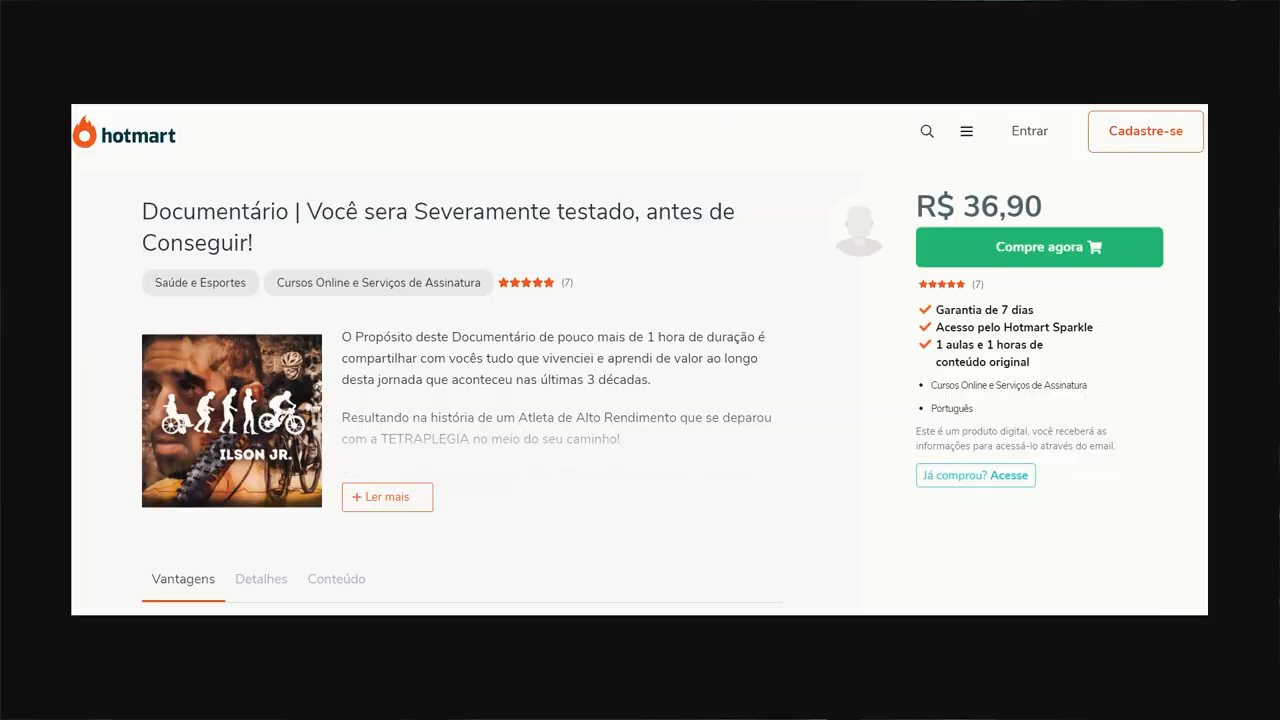 hotmart
Entrar
Cadastre-se
Documentário | Você sera Severamente testado, antes de
Conseguir!
Saúde e Esportes
Cursos Online e Serviços de Assinatura
(7)
ILSON JR.
O Propósito deste Documentário de pouco mais de 1 hora de duração é
compartilhar com vocês tudo que vivenciei e aprendi de valor ao longo
desta jornada que aconteceu nas últimas 3 décadas.
Resultando na história de um Atleta de Alto Rendimento que se deparou
com a TETRAPLEGIA no meio do seu caminho!
+ Ler mais
Vantagens
Detalhes
Conteúdo
R$ 36,90
Compre agora
(7)
Garantia de 7 dias
Acesso pelo Hotmart Sparkle
1 aulas e 1 horas de
conteúdo original
• Cursos Online e Serviços de Assinatura
• Português
Este é um produto digital, você receberá as
informações para acessá-lo através do email.
Já comprou? Acesse